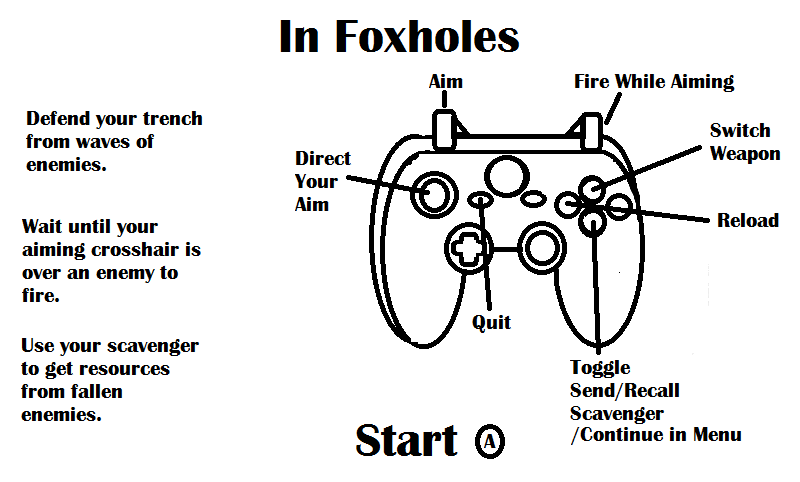 In Foxholes
Aim
Fire While Aiming
Defend your trench
from waves of
enemies.
Switch
Weapon
Direct
Your
Aim
Reload
Wait until your
aiming crosshair is
over an enemy to
fire.
Quit
Use your scavenger
to get resources
from fallen
enemies.
Toggle
Send/Recall
Scavenger
/Continue in Menu
Start A